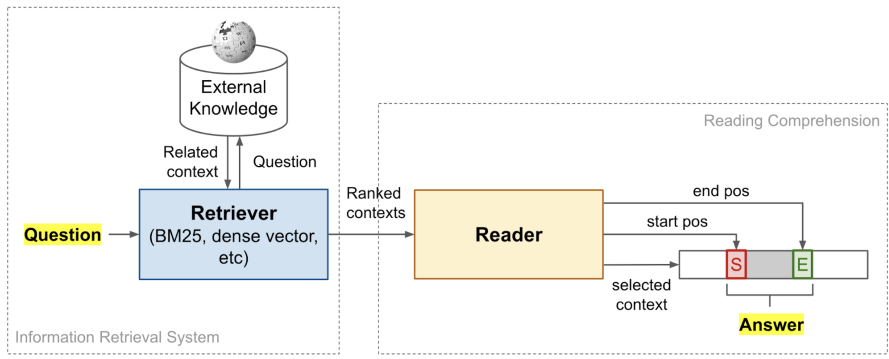 External
Knowledge
Reading Comprehension
Related
context
Question
Ranked
contexts
end pos
Retriever
(BM25, dense vector,
etc)
start pos
Question
Reader
S
E
selected
context
Answer
Information Retrieval System